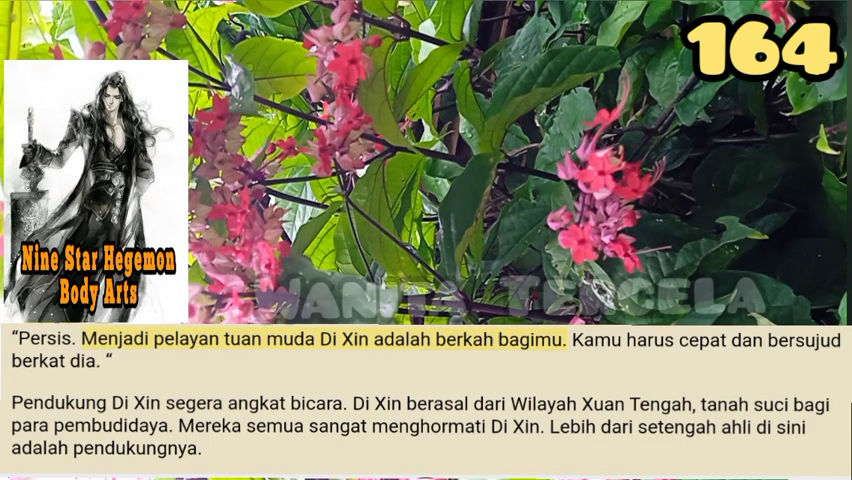 164
Nine Star Hegemon
Body Arts
WANITA TERCELA
“Persis. Menjadi pelayan tuan muda Di Xin adalah berkah bagimu. Kamu harus cepat dan bersujud
berkat dia. “
Pendukung Di Xin segera angkat bicara. Di Xin berasal dari Wilayah Xuan Tengah, tanah suci bagi
para pembudidaya. Mereka semua sangat menghormati Di Xin. Lebih dari setengah ahli di sini
adalah pendukungnya.